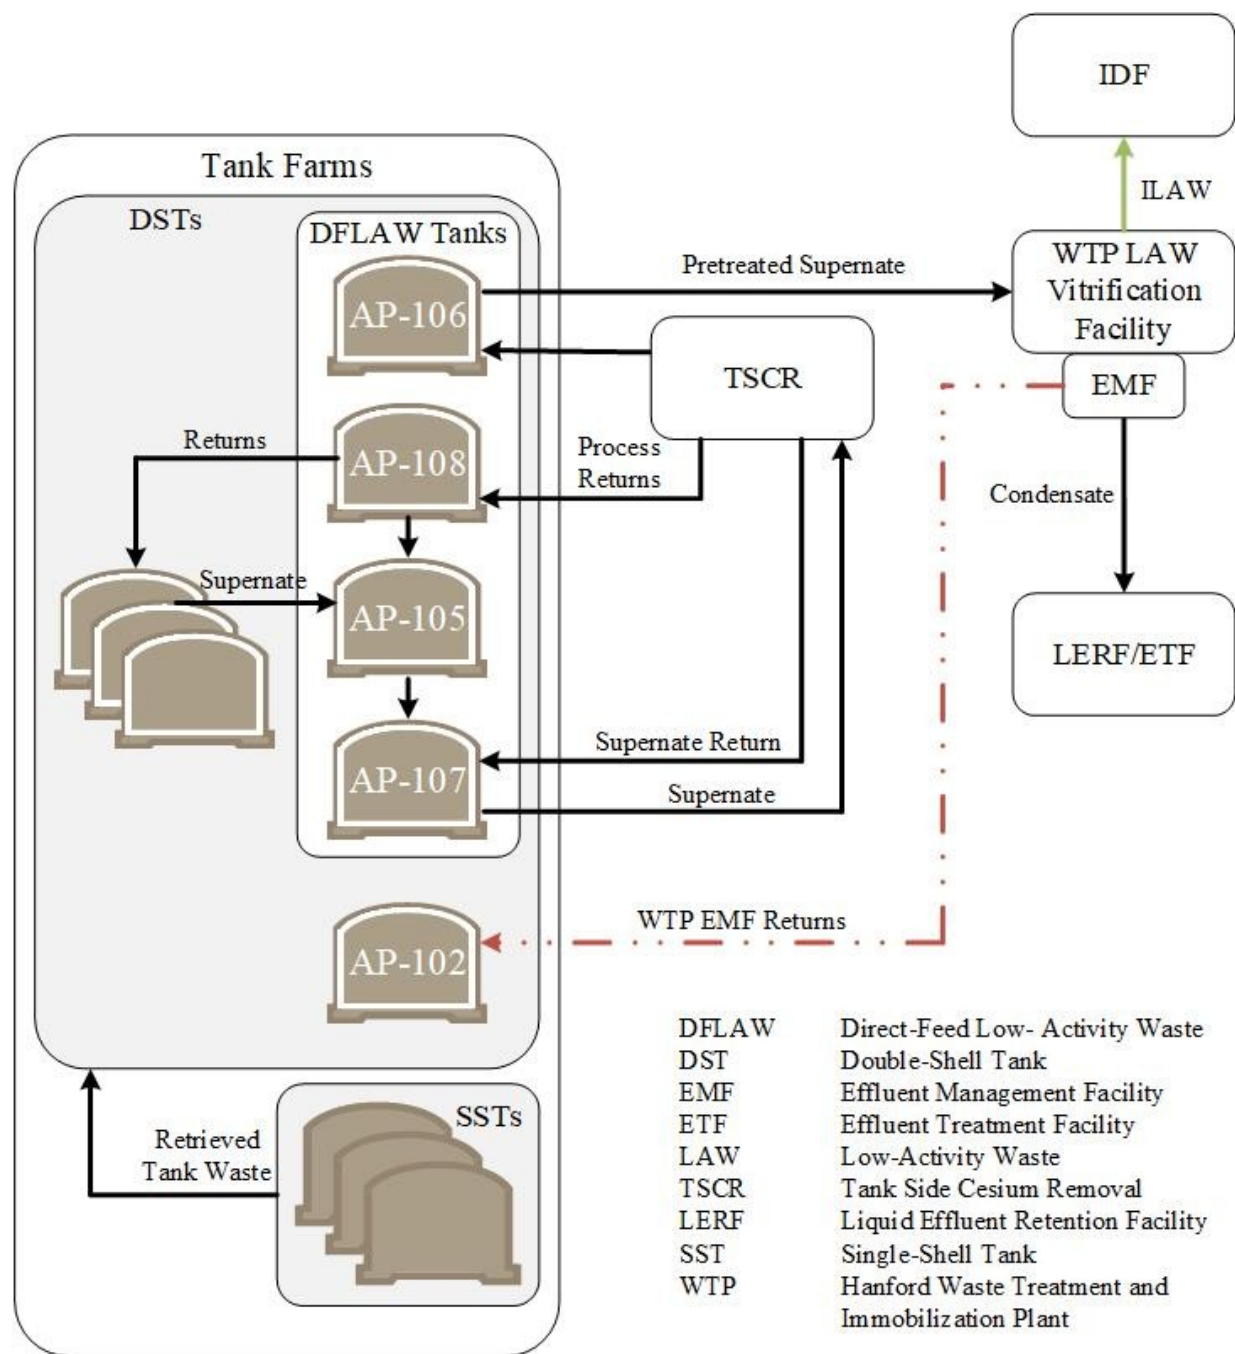 IDF
ILAW
Tank Farms
DSTs
DFLAW Tanks
AP-106
Pretreated Supernate
WTP LAW
Vitrification
Facility
EMF
TSCR
Returns
AP-108
Process
Returns
Condensate
Supernate
AP-105
LERF/ETF
AP-107
Supernate Return
Supernate
WTP EMF Returns
AP-102
SSTs
Retrieved
Tank Waste
DFLAW Direct-Feed Low- Activity Waste
DST Double-Shell Tank
EMF Effluent Management Facility
ETF Effluent Treatment Facility
LAW Low-Activity Waste
TSCR Tank Side Cesium Removal
LERF Liquid Effluent Retention Facility
SST Single-Shell Tank
WTP Hanford Waste Treatment and
Immobilization Plant